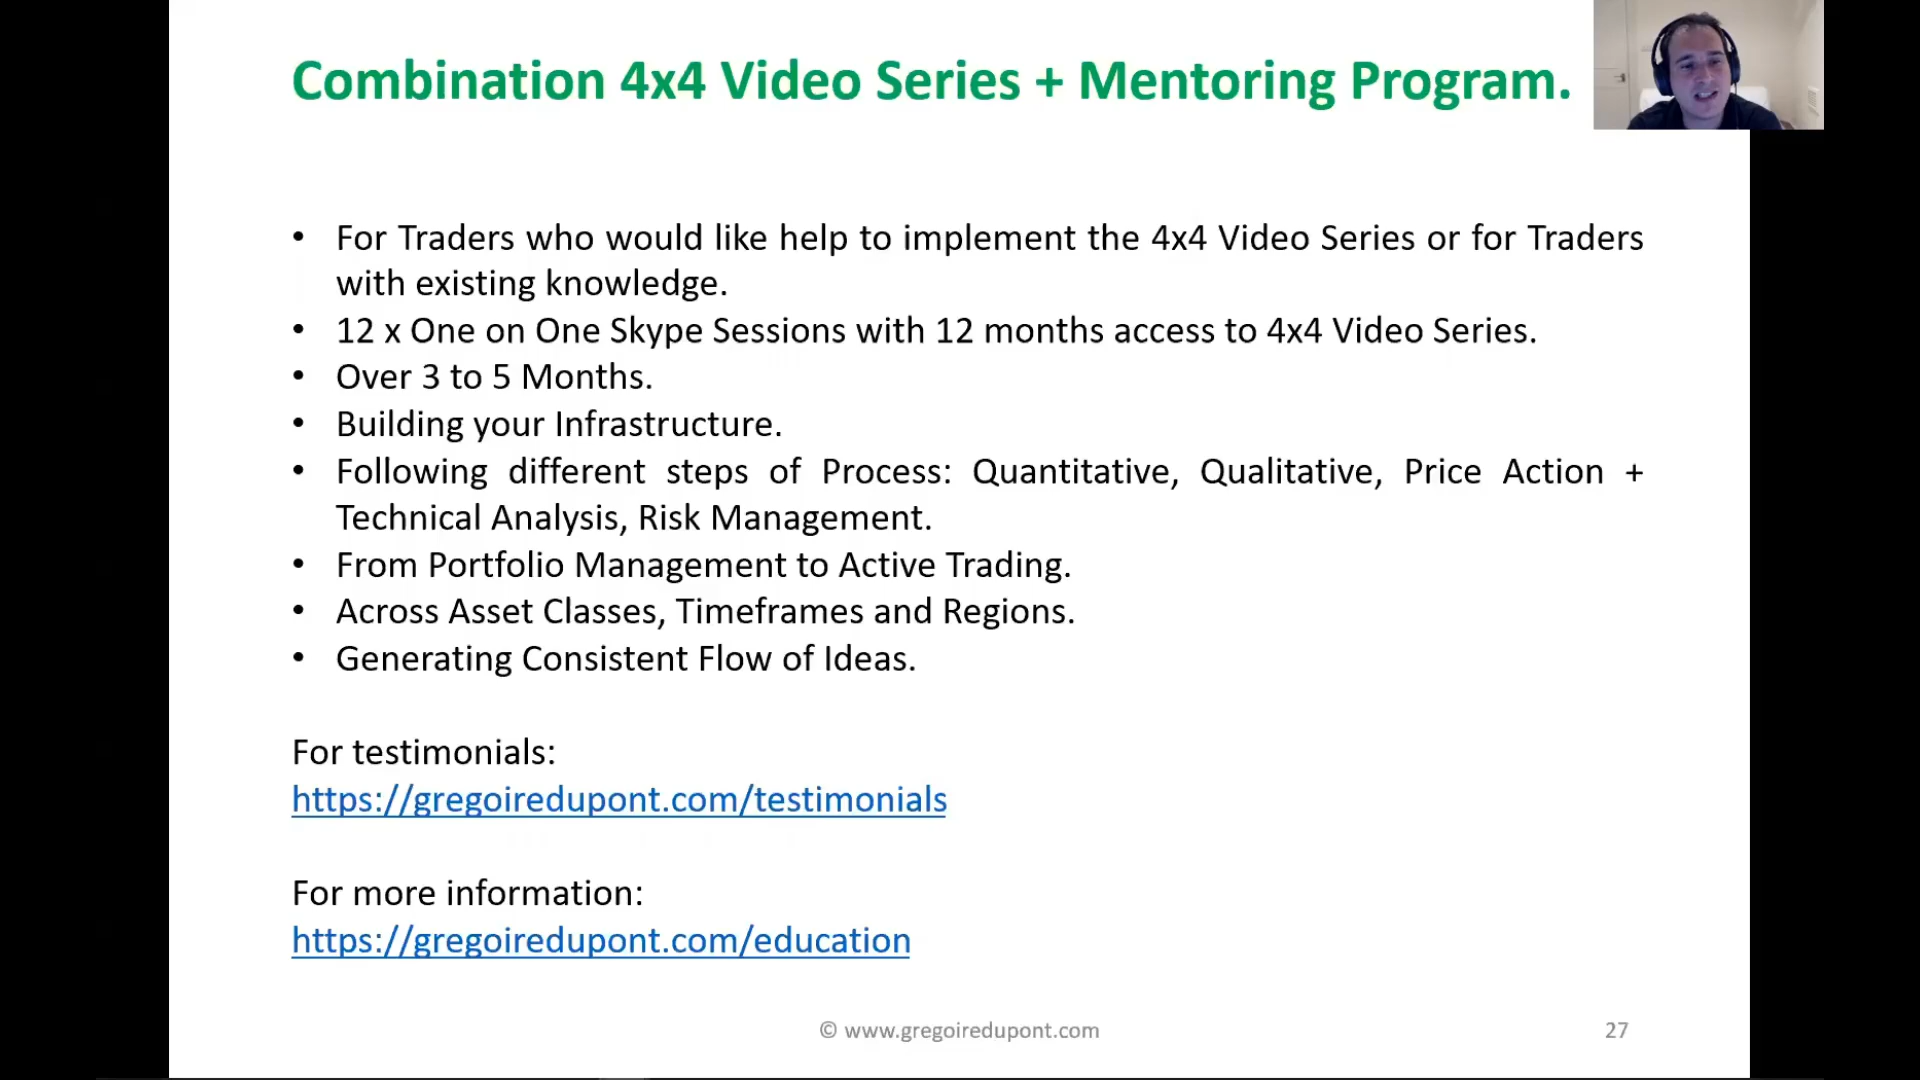 Combination 4x4 Video Series + Mentoring Program.
• For Traders who would like help to implement the 4x4 Video Series or for Traders
with existing knowledge.
• 12 x One on One Skype Sessions with 12 months access to 4x4 Video Series.
• Over 3 to 5 Months.
• Building your Infrastructure.
• Following different steps of Process: Quantitative, Qualitative, Price Action +
Technical Analysis, Risk Management.
• From Portfolio Management to Active Trading.
• Across Asset Classes, Timeframes and Regions.
• Generating Consistent Flow of Ideas.
For testimonials:
https://gregoiredupont.com/testimonials
For more information:
https://gregoiredupont.com/education
© www.gregoiredupont.com
27